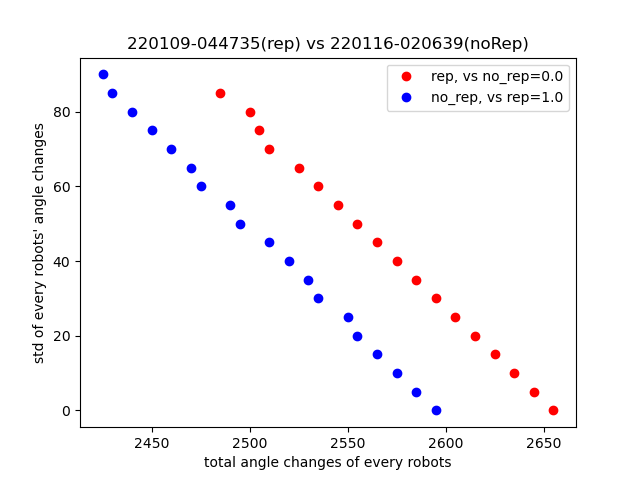 220109-044735(rep) vs 220116-020639(noRep)
rep, vs no_rep=0.0
no_rep, vs rep=1.0
std of every robots' angle changes
80
60
40
20
0
2450 2500 2550 2600 2650
total angle changes of every robots